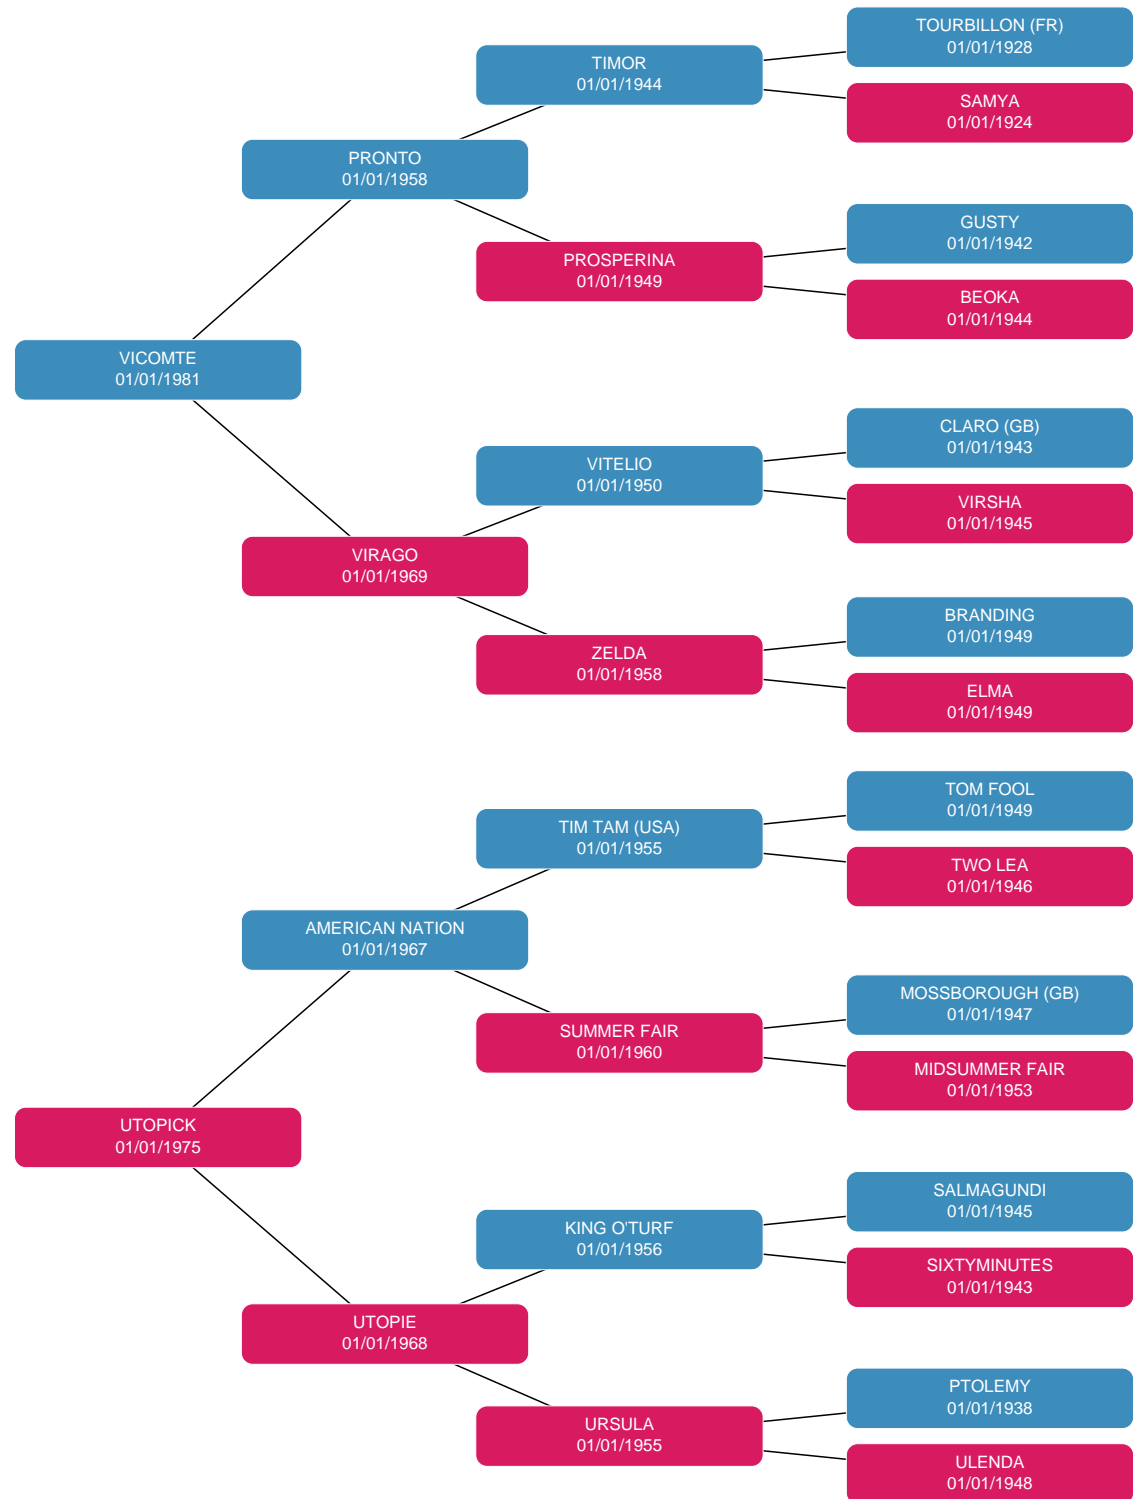 TOURBILLON (FR)
01/01/1928
TIMOR
01/01/1944
SAMYA
01/01/1924
PRONTO
01/01/1958
GUSTY
01/01/1942
PROSPERINA
01/01/1949
BEOKA
01/01/1944
VICOMTE
01/01/1981
CLARO (GB)
01/01/1943
VITELIO
01/01/1950
VIRSHA
01/01/1945
VIRAGO
01/01/1969
BRANDING
01/01/1949
ZELDA
01/01/1958
ELMA
01/01/1949
TOM FOOL
01/01/1949
TIM TAM (USA)
01/01/1955
TWO LEA
01/01/1946
AMERICAN NATION
01/01/1967
MOSSBOROUGH (GB)
01/01/1947
SUMMER FAIR
01/01/1960
MIDSUMMER FAIR
01/01/1953
UTOPICK
01/01/1975
SALMAGUNDI
01/01/1945
KING O'TURF
01/01/1956
SIXTYMINUTES
01/01/1943
UTOPIE
01/01/1968
PTOLEMY
01/01/1938
URSULA
01/01/1955
ULENDA
01/01/1948